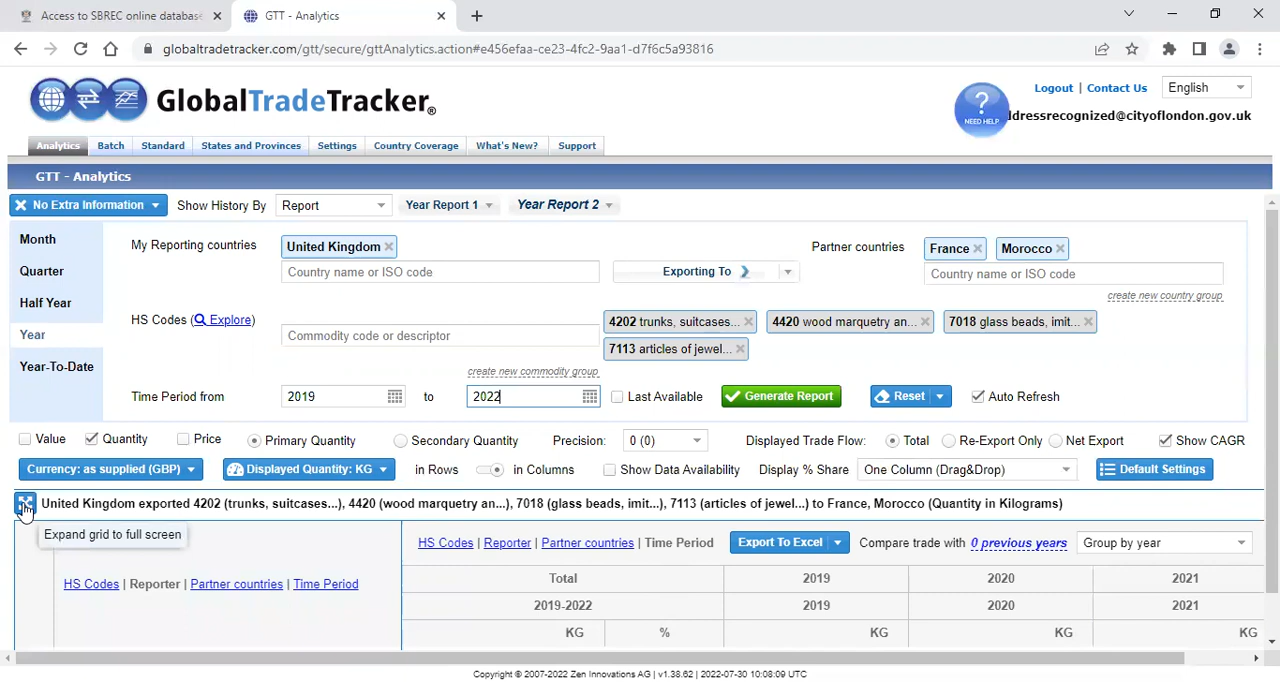 Access to SBREC online database
GTT - Analytics
globaltradetracker.com/gtt/secure/gttAnalytics.action#e456efaa-ce23-4fc2-9aa1-d7f6c5a93816
GlobalTradeTracker®
? NEED HELP
Logout | Contact Us
English
ddressrecognized@cityoflondon.gov.uk
Analytics Batch Standard States and Provinces Settings Country Coverage What's New? Support
GTT - Analytics
No Extra Information Show History By Report Year Report 1 Year Report 2
Month
My Reporting countries United Kingdom Partner countries France Morocco
Quarter
Country name or ISO code Exporting To Country name or ISO code
create new country group
Half Year
HS Codes (Explore) Commodity code or descriptor 4202 trunks, suitcases... 4420 wood marquetry an... 7018 glass beads, imit...
Year
7113 articles of jewel...
Year-To-Date
create new commodity group
Time Period from 2019 to 2022 Last Available Generate Report Reset Auto Refresh
Value Quantity Price Primary Quantity Secondary Quantity Precision: 0 (0) Displayed Trade Flow: Total Re-Export Only Net Export Show CAGR
Currency: as supplied (GBP) Displayed Quantity: KG in Rows in Columns Show Data Availability Display % Share One Column (Drag&Drop) Default Settings
United Kingdom exported 4202 (trunks, suitcases...), 4420 (wood marquetry an...), 7018 (glass beads, imit...), 7113 (articles of jewel...) to France, Morocco (Quantity in Kilograms)
Expand grid to full screen
HS Codes | Reporter | Partner countries | Time Period Export To Excel Compare trade with 0 previous years Group by year
HS Codes | Reporter | Partner countries | Time Period
Total 2019 2020 2021
2019-2022 2019 2020 2021
KG % KG KG KG
Copyright © 2007-2022 Zen Innovations AG | v1.38.62 | 2022-07-30 10:08:09 UTC